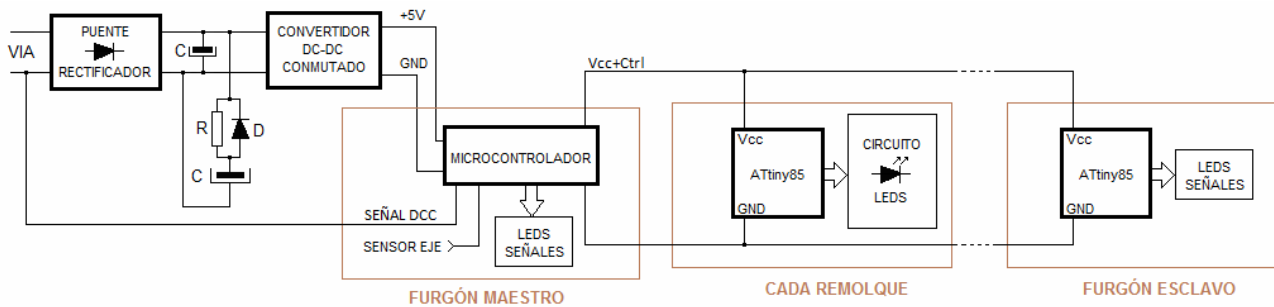 VIA
PUENTE
RECTIFICADOR
C
R
D
C
CONVERTIDOR
DC-DC
CONMUTADO
+5V
GND
MICROCONTROLADOR
SEÑAL DCC
SENSOR EJE
LEDS
SEÑALES
FURGÓN MAESTRO
Vcc+Ctrl
Vcc
ATtiny85
GND
CIRCUITO
LEDS
CADA REMOLQUE
Vcc
ATtiny85
GND
LEDS
SEÑALES
FURGÓN ESCLAVO